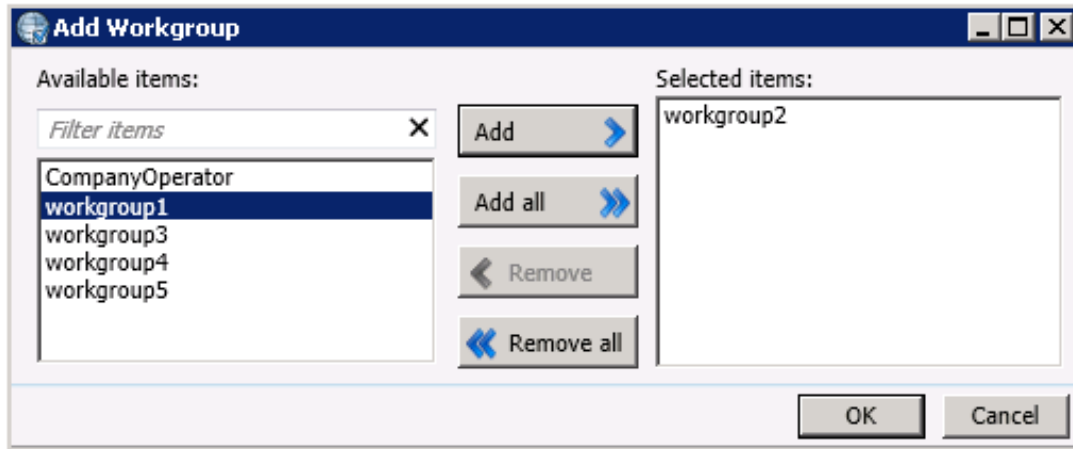 Add Workgroup
Available items:
Filter items
CompanyOperator
workgroup1
workgroup3
workgroup4
workgroup5
Add
Add all
Remove
Remove all
Selected items:
workgroup2
OK
Cancel